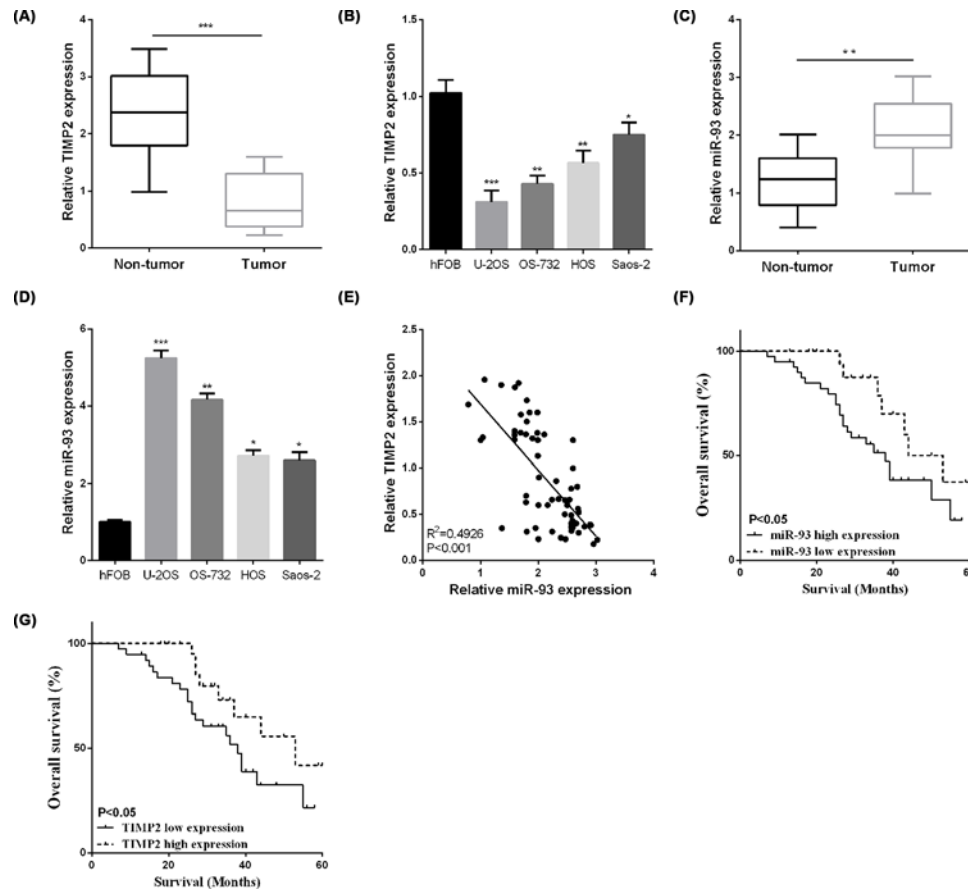 (A)
Relative TIMP2 expression
4
3
2
1
0
***
Non-tumor Tumor
(B)
Relative TIMP2 expression
1.5
1.0
0.5
0.0
***
**
**
*
hFOB U-2OS OS-732 HOS Saos-2
(C)
Relative miR-93 expression
4
3
2
1
0
**
Non-tumor Tumor
(D)
Relative miR-93 expression
6
4
2
0
***
**
*
*
hFOB U-2OS OS-732 HOS Saos-2
(E)
Relative TIMP2 expression
2.5
2.0
1.5
1.0
0.5
0.0
R²=0.4926
P<0.001
0 1 2 3 4
Relative miR-93 expression
(F)
Overall survival (%)
100
50
0
P<0.05
miR-93 high expression
miR-93 low expression
0 20 40 60
Survival (Months)
(G)
Overall survival (%)
100
50
0
P<0.05
TIMP2 low expression
TIMP2 high expression
0 20 40 60
Survival (Months)